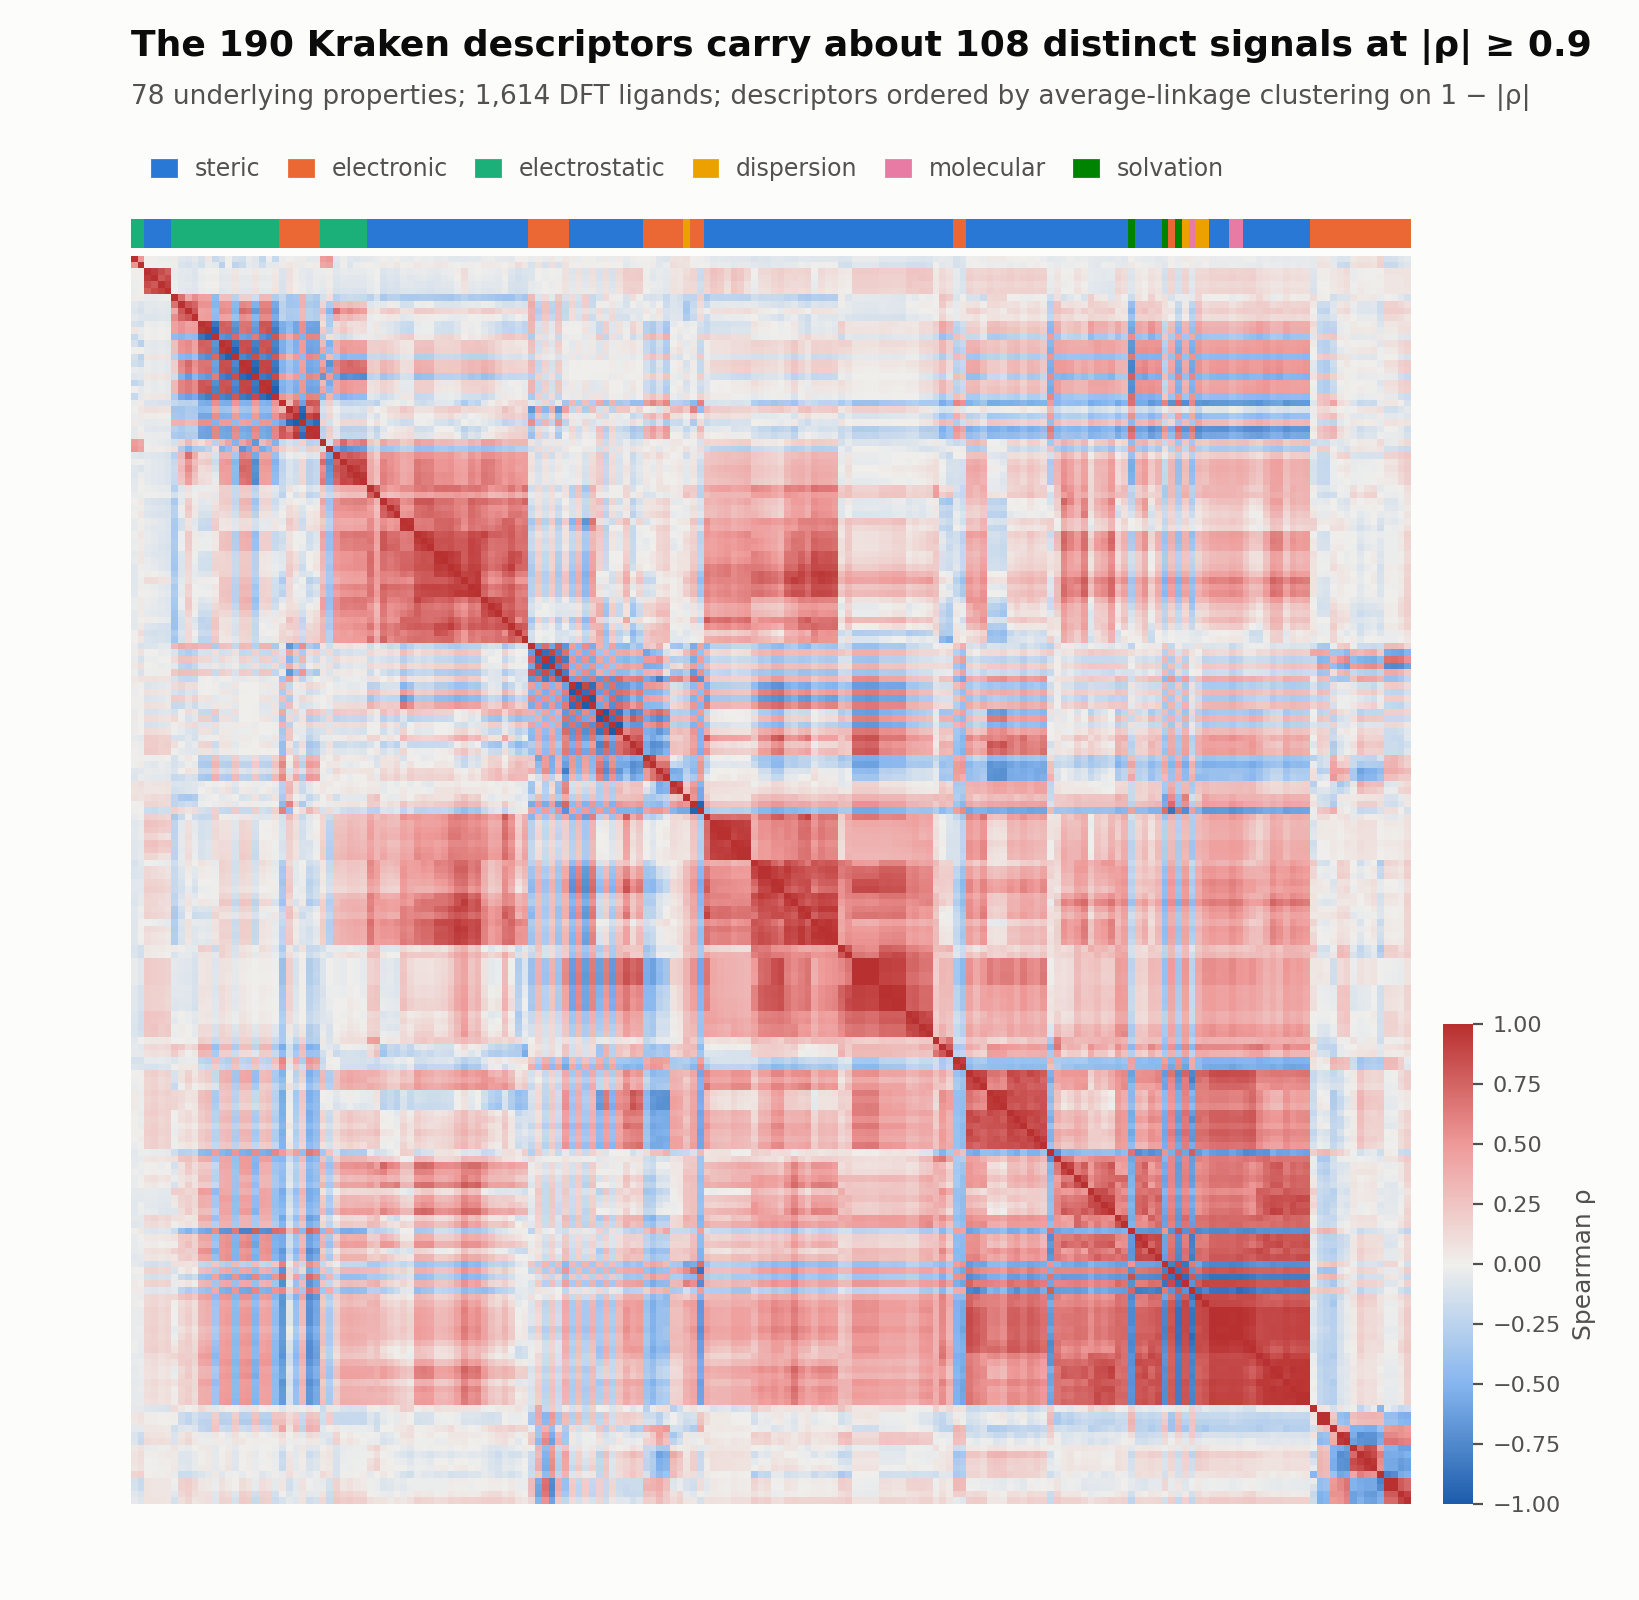 The 190 Kraken descriptors carry about 108 distinct signals at |ρ| ≥ 0.9
78 underlying properties; 1,614 DFT ligands; descriptors ordered by average-linkage clustering on 1 − |ρ|
steric electronic electrostatic dispersion molecular solvation
1.00
0.75
0.50
0.25
0.00
−0.25
−0.50
−0.75
−1.00
Spearman ρ